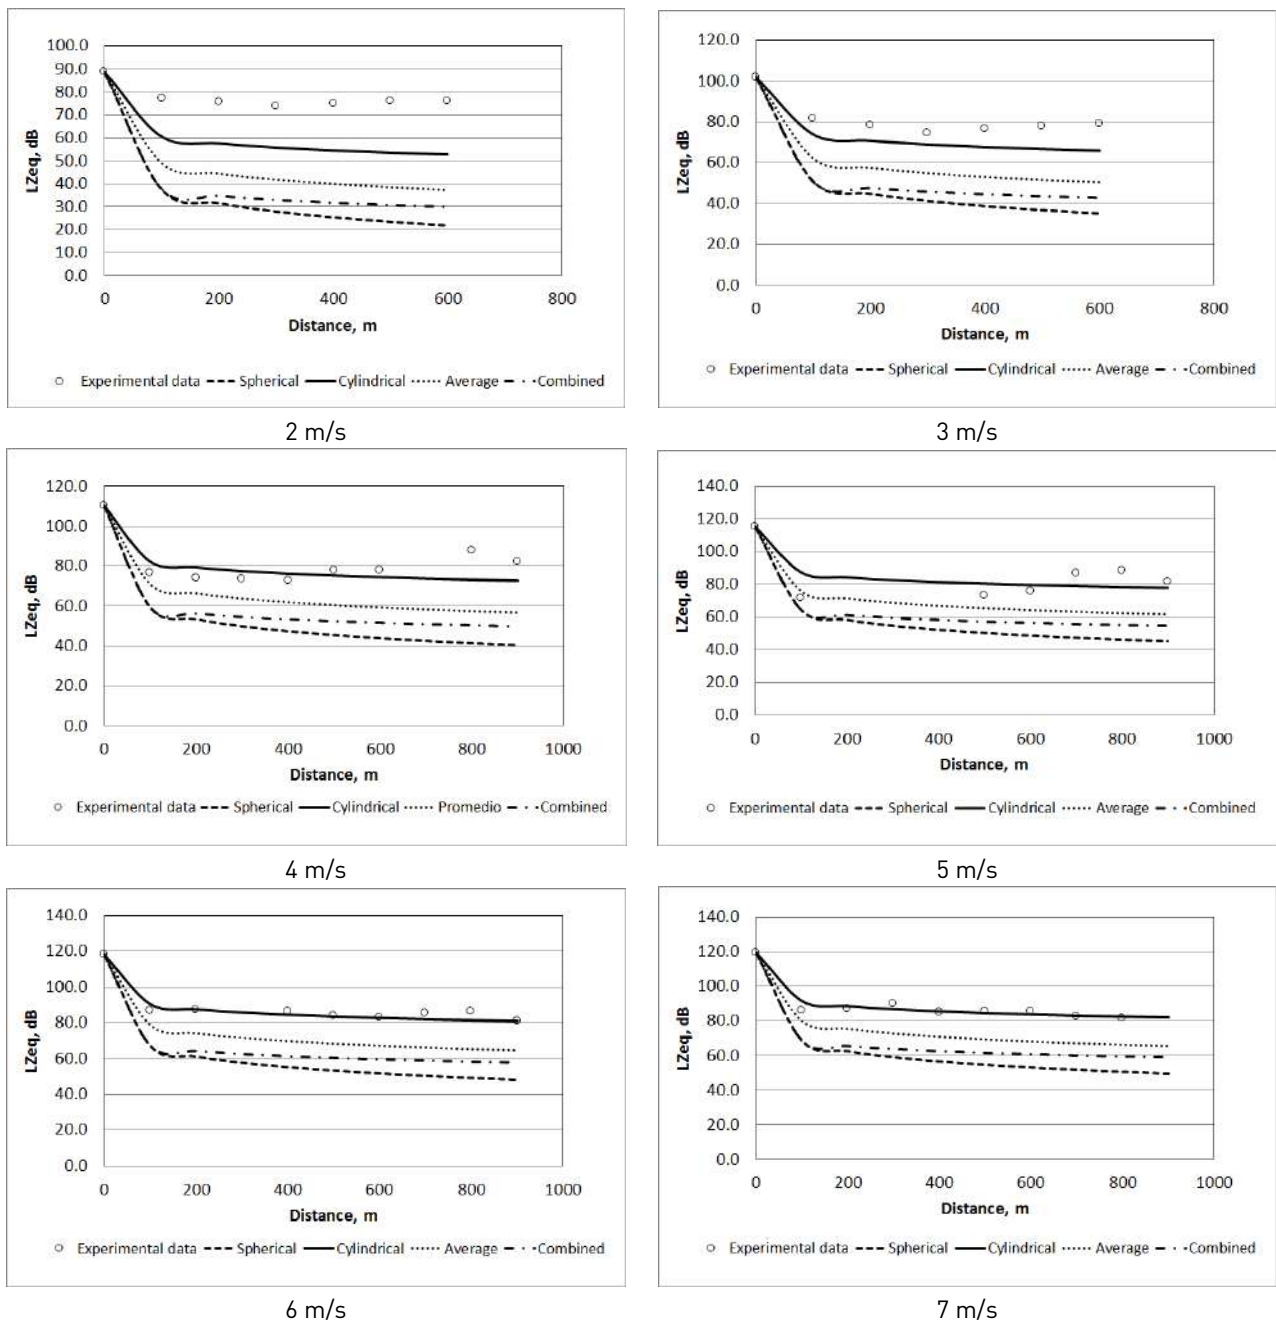 100.0
90.0
80.0
70.0
60.0
50.0
40.0
30.0
20.0
10.0
0.0
LZeq, dB
0 200 400 600 800
Distance, m
Experimental data Spherical Cylindrical Average Combined
2 m/s
120.0
100.0
80.0
60.0
40.0
20.0
0.0
LZeq, dB
0 200 400 600 800
Distance, m
Experimental data Spherical Cylindrical Average Combined
3 m/s
120.0
100.0
80.0
60.0
40.0
20.0
0.0
LZeq, dB
0 200 400 600 800 1000
Distance, m
Experimental data Spherical Cylindrical Promedio Combined
4 m/s
140.0
120.0
100.0
80.0
60.0
40.0
20.0
0.0
LZeq, dB
0 200 400 600 800 1000
Distance, m
Experimental data Spherical Cylindrical Average Combined
5 m/s
140.0
120.0
100.0
80.0
60.0
40.0
20.0
0.0
LZeq, dB
0 200 400 600 800 1000
Distance, m
Experimental data Spherical Cylindrical Average Combined
6 m/s
140.0
120.0
100.0
80.0
60.0
40.0
20.0
0.0
LZeq, dB
0 200 400 600 800 1000
Distance, m
Experimental data Spherical Cylindrical Average Combined
7 m/s